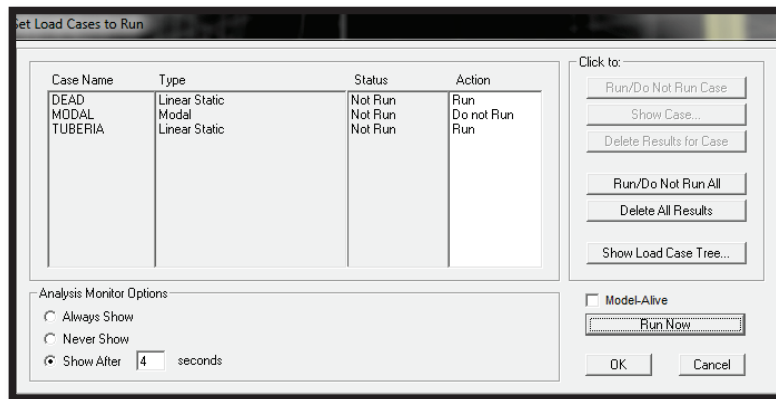 Set Load Cases to Run
Case Name Type Status Action
DEAD Linear Static Not Run Run
MODAL Modal Not Run Do not Run
TUBERIA Linear Static Not Run Run
Click to:
Run/Do Not Run Case
Show Case...
Delete Results for Case
Run/Do Not Run All
Delete All Results
Show Load Case Tree...
Analysis Monitor Options
Always Show
Never Show
Show After 4 seconds
Model-Alive
Run Now
OK Cancel